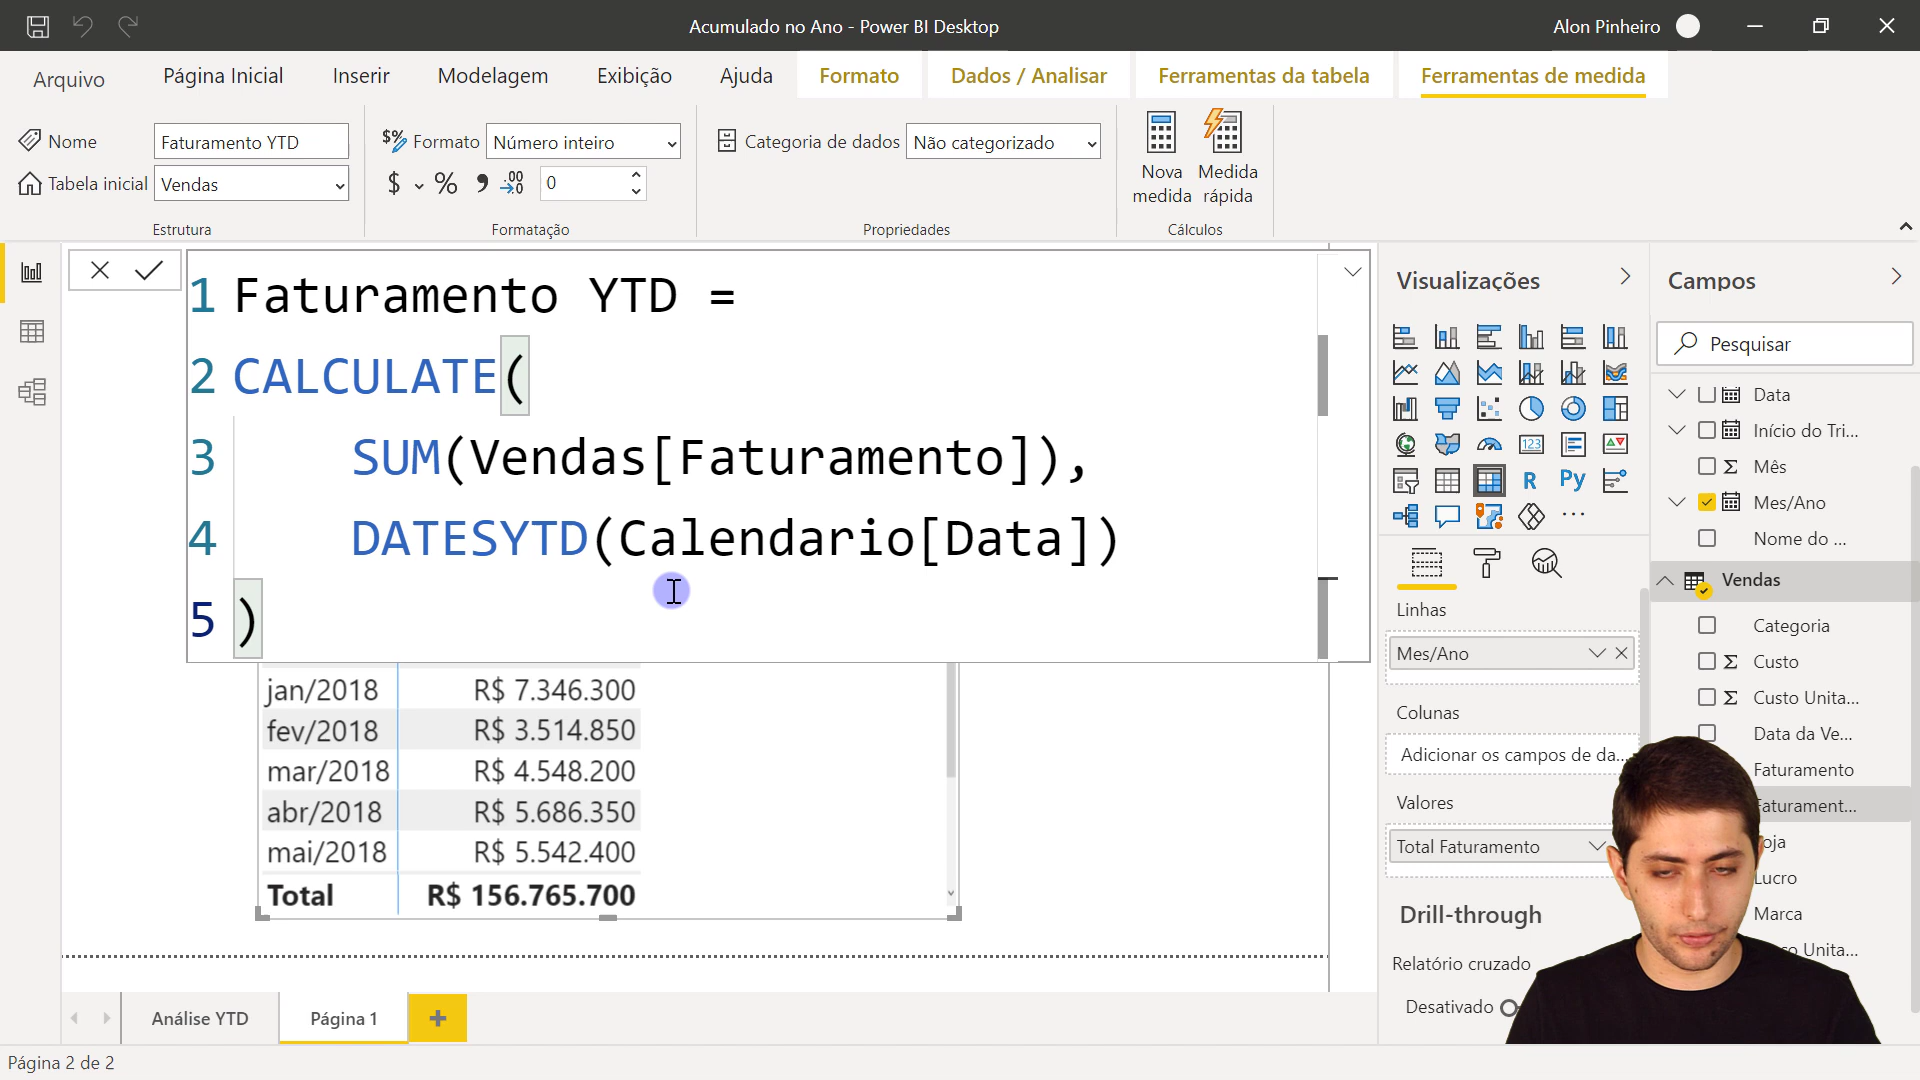 Acumulado no Ano - Power BI Desktop
Alon Pinheiro
Arquivo
Página Inicial
Inserir
Modelagem
Exibição
Ajuda
Formato
Dados / Analisar
Ferramentas da tabela
Ferramentas de medida
Nome
Faturamento YTD
Tabela inicial
Vendas
Estrutura
Formato
Número inteiro
$
%
0
Formatação
Categoria de dados
Não categorizado
Propriedades
Nova medida
Medida rápida
Cálculos
1 Faturamento YTD =
2 CALCULATE(
3 SUM(Vendas[Faturamento]),
4 DATESYTD(Calendario[Data])
5 )
jan/2018 R$ 7.346.300
fev/2018 R$ 3.514.850
mar/2018 R$ 4.548.200
abr/2018 R$ 5.686.350
mai/2018 R$ 5.542.400
Total R$ 156.765.700
Análise YTD
Página 1
Página 2 de 2
Visualizações
123
R
Py
Linhas
Mes/Ano
Colunas
Adicionar os campos de da...
Valores
Total Faturamento
Drill-through
Relatório cruzado
Desativado
Campos
Pesquisar
Data
Início do Tri...
Mês
Mes/Ano
Nome do ...
Vendas
Categoria
Custo
Custo Unita...
Data da Ve...
Faturamento
Faturament...
Lucro
Marca
Unita...